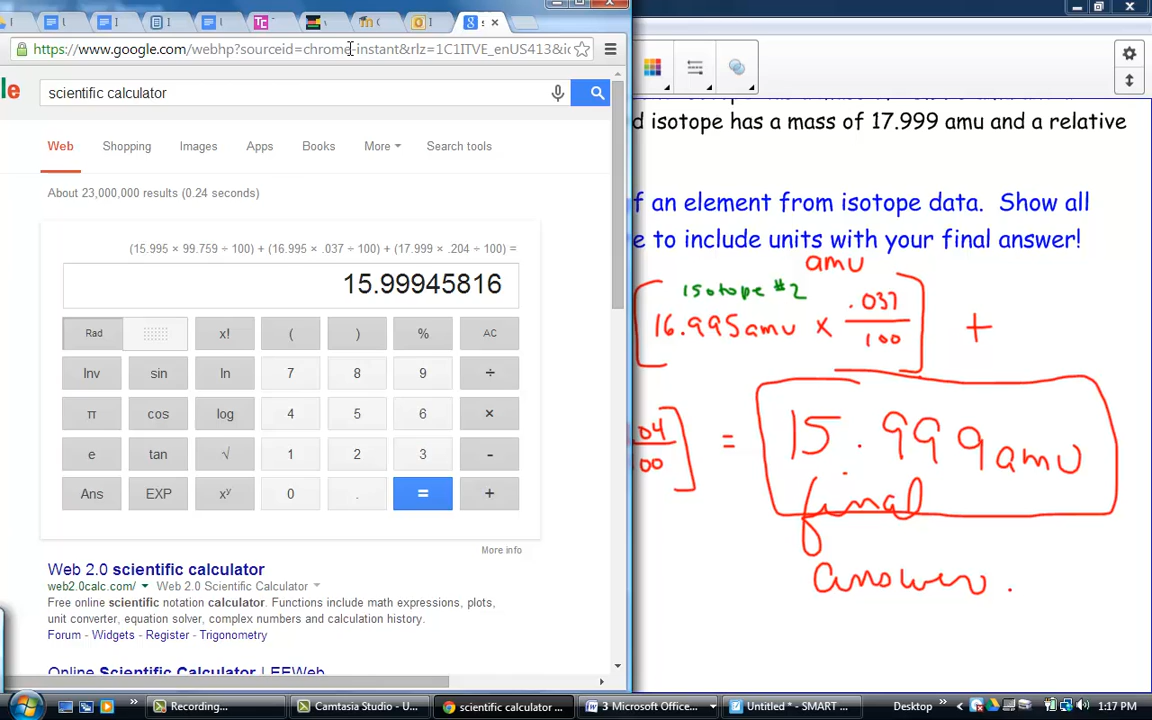 https://www.google.com/webhp?sourceid=chrome-instant&rlz=1C1ITVE_enUS413&ic
scientific calculator
Web Shopping Images Apps Books More Search tools
About 23,000,000 results (0.24 seconds)
(15.995 × 99.759 ÷ 100) + (16.995 × .037 ÷ 100) + (17.999 × .204 ÷ 100) =
15.99945816
Rad x! ( ) % AC
Inv sin ln 7 8 9 ÷
π cos log 4 5 6 ×
e tan √ 1 2 3 -
Ans EXP xʸ 0 . = +
More info
Web 2.0 scientific calculator
web2.0calc.com/ Web 2.0 Scientific Calculator
Free online scientific notation calculator. Functions include math expressions, plots,
unit converter, equation solver, complex numbers and calculation history.
Forum - Widgets - Register - Trigonometry
Online Scientific Calculator | EEWeb
d isotope has a mass of 17.999 amu and a relative
f an element from isotope data. Show all
e to include units with your final answer!
amu
isotope #2
[16.995amu x .037/100] +
04/00] = 15.999amu
final
answer.
Recording... Camtasia Studio - U... scientific calculator ... 3 Microsoft Office... Untitled * - SMART ... Desktop 1:17 PM